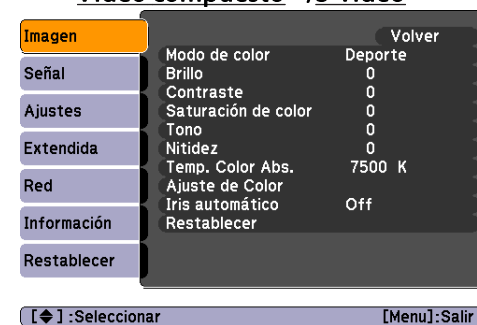 Vídeo compuesto /S-Vídeo
Imagen
Señal
Ajustes
Extendida
Red
Información
Restablecer
Volver
Modo de color Deporte
Brillo 0
Contraste 0
Saturación de color 0
Tono 0
Nitidez 0
Temp. Color Abs. 7500 K
Ajuste de Color
Iris automático Off
Restablecer
[◆] :Seleccionar [Menu]:Salir